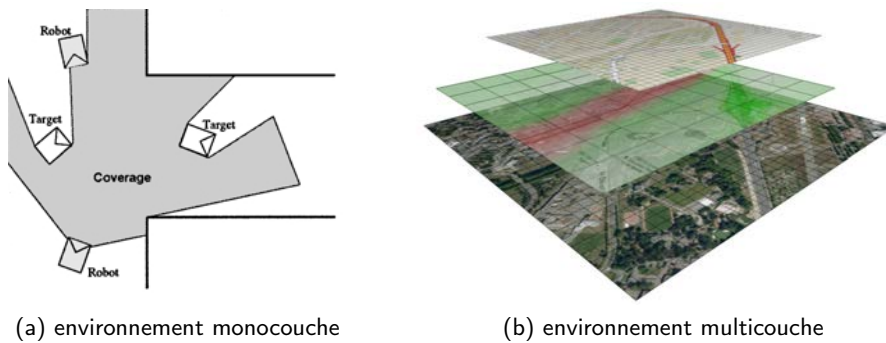 Robot
Target
Target
Coverage
Robot
(a) environnement monocouche
(b) environnement multicouche